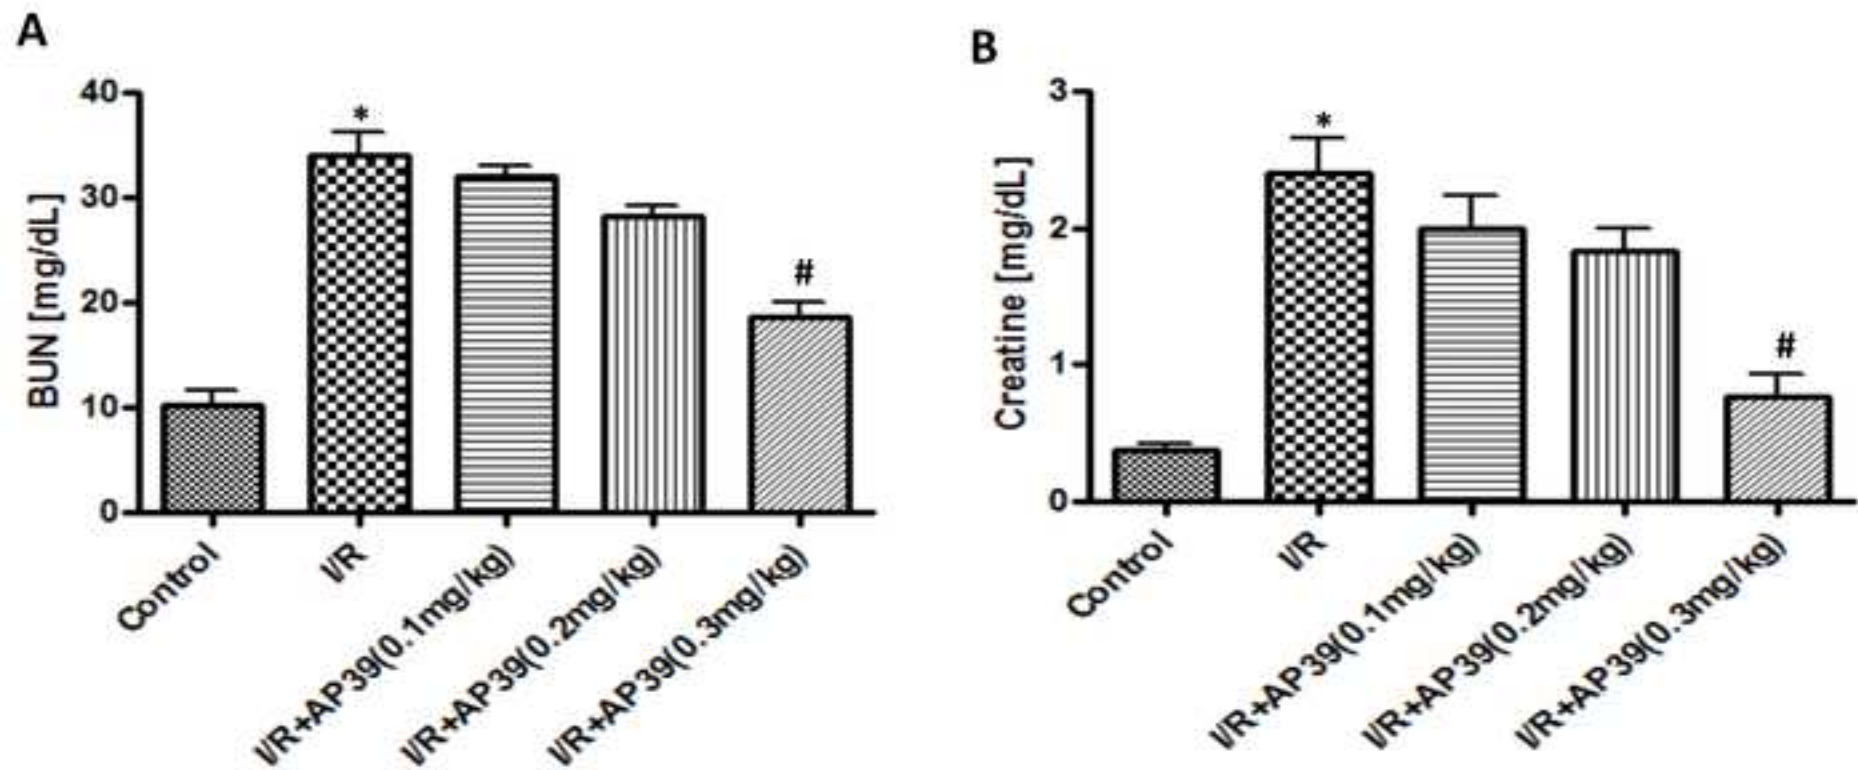 A
BUN [mg/dL]
40
30
20
10
0
*
#
Control
I/R
I/R+AP39(0.1mg/kg)
I/R+AP39(0.2mg/kg)
I/R+AP39(0.3mg/kg)
B
Creatine [mg/dL]
3
2
1
0
*
#
Control
I/R
I/R+AP39(0.1mg/kg)
I/R+AP39(0.2mg/kg)
I/R+AP39(0.3mg/kg)